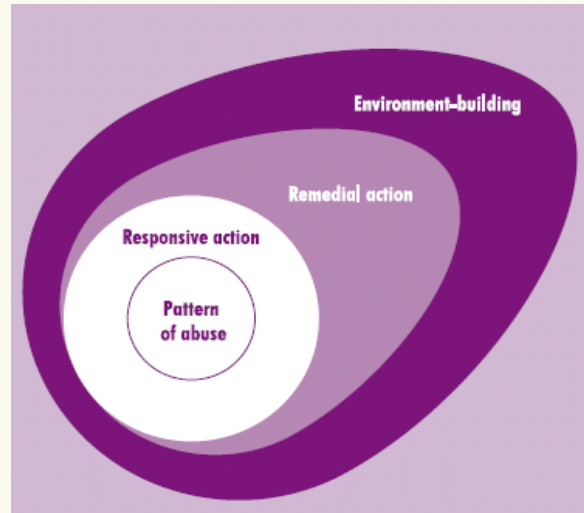 Environment–building
Remedial action
Responsive action
Pattern
of abuse